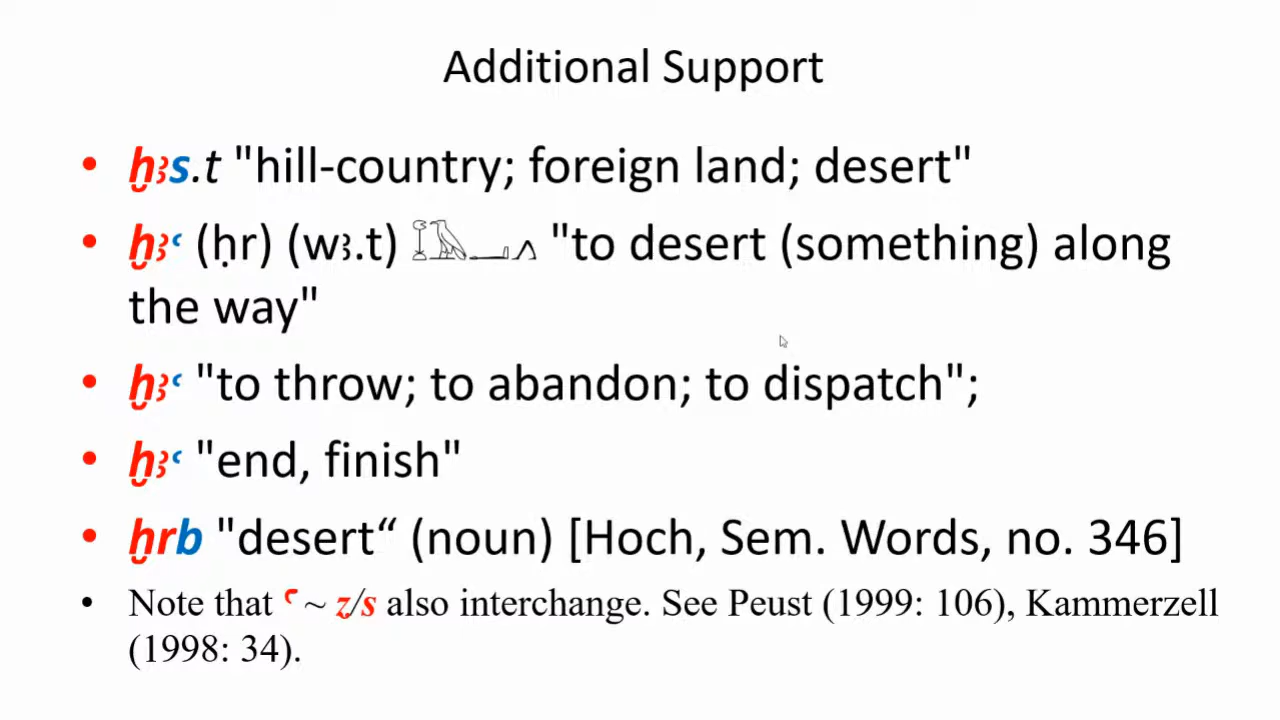 Additional Support
• ḫꜣs.t "hill-country; foreign land; desert"
• ḫꜣꜥ (ḥr) (wꜣ.t) 𓆼𓄿𓂝𓂻 "to desert (something) along
the way"
• ḫꜣꜥ "to throw; to abandon; to dispatch";
• ḫꜣꜥ "end, finish"
• ḫrb "desert“ (noun) [Hoch, Sem. Words, no. 346]
• Note that ꜥ ~ z/s also interchange. See Peust (1999: 106), Kammerzell
(1998: 34).